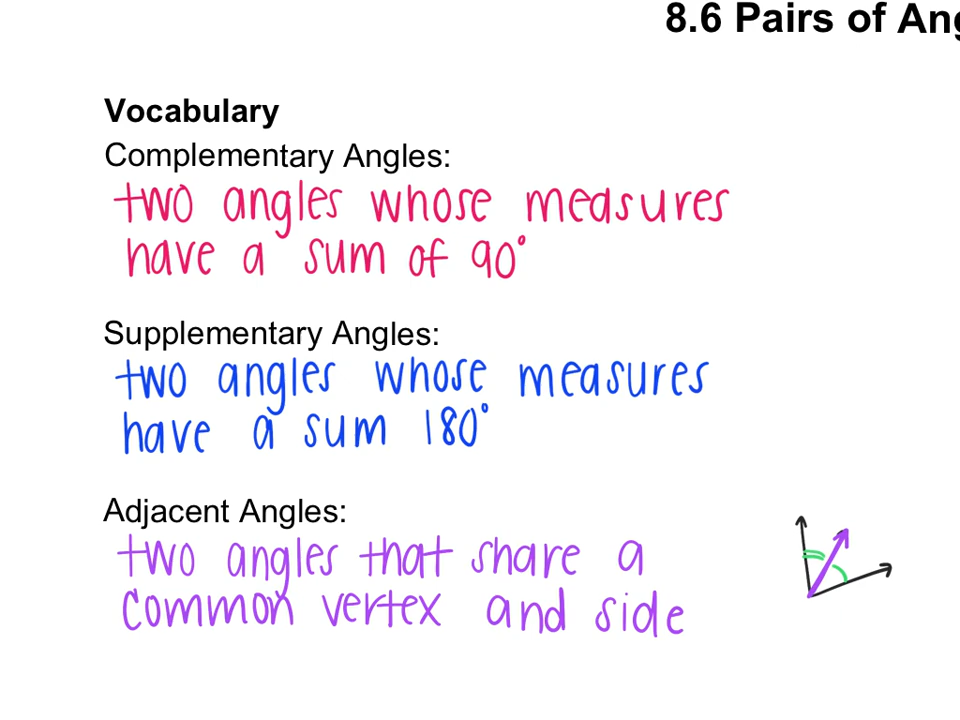 8.6 Pairs of Ang
Vocabulary
Complementary Angles:
two angles whose measures
have a sum of 90°
Supplementary Angles:
two angles whose measures
have a sum 180°
Adjacent Angles:
two angles that share a
common vertex and side